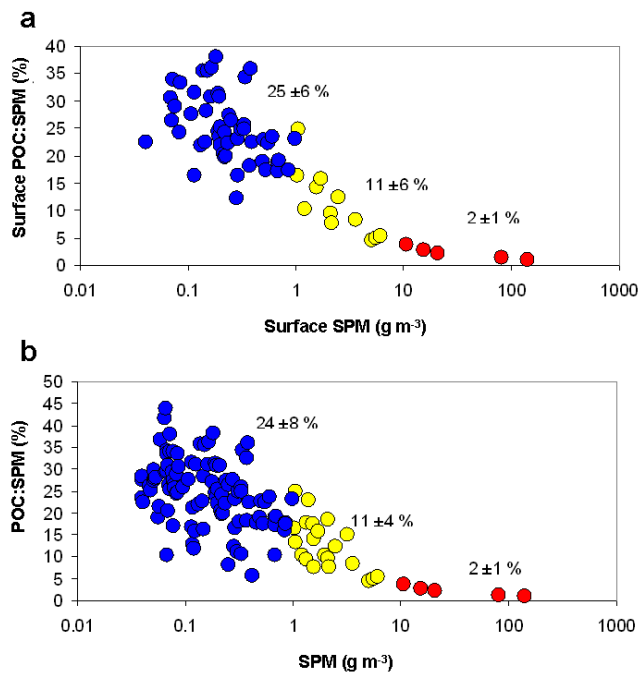 a
40
35
30
25
20
15
10
5
0
Surface POC:SPM (%)
25 ±6 %
11 ±6 %
2 ±1 %
0.01 0.1 1 10 100 1000
Surface SPM (g m⁻³)
b
50
45
40
35
30
25
20
15
10
5
0
POC:SPM (%)
24 ±8 %
11 ±4 %
2 ±1 %
0.01 0.1 1 10 100 1000
SPM (g m⁻³)